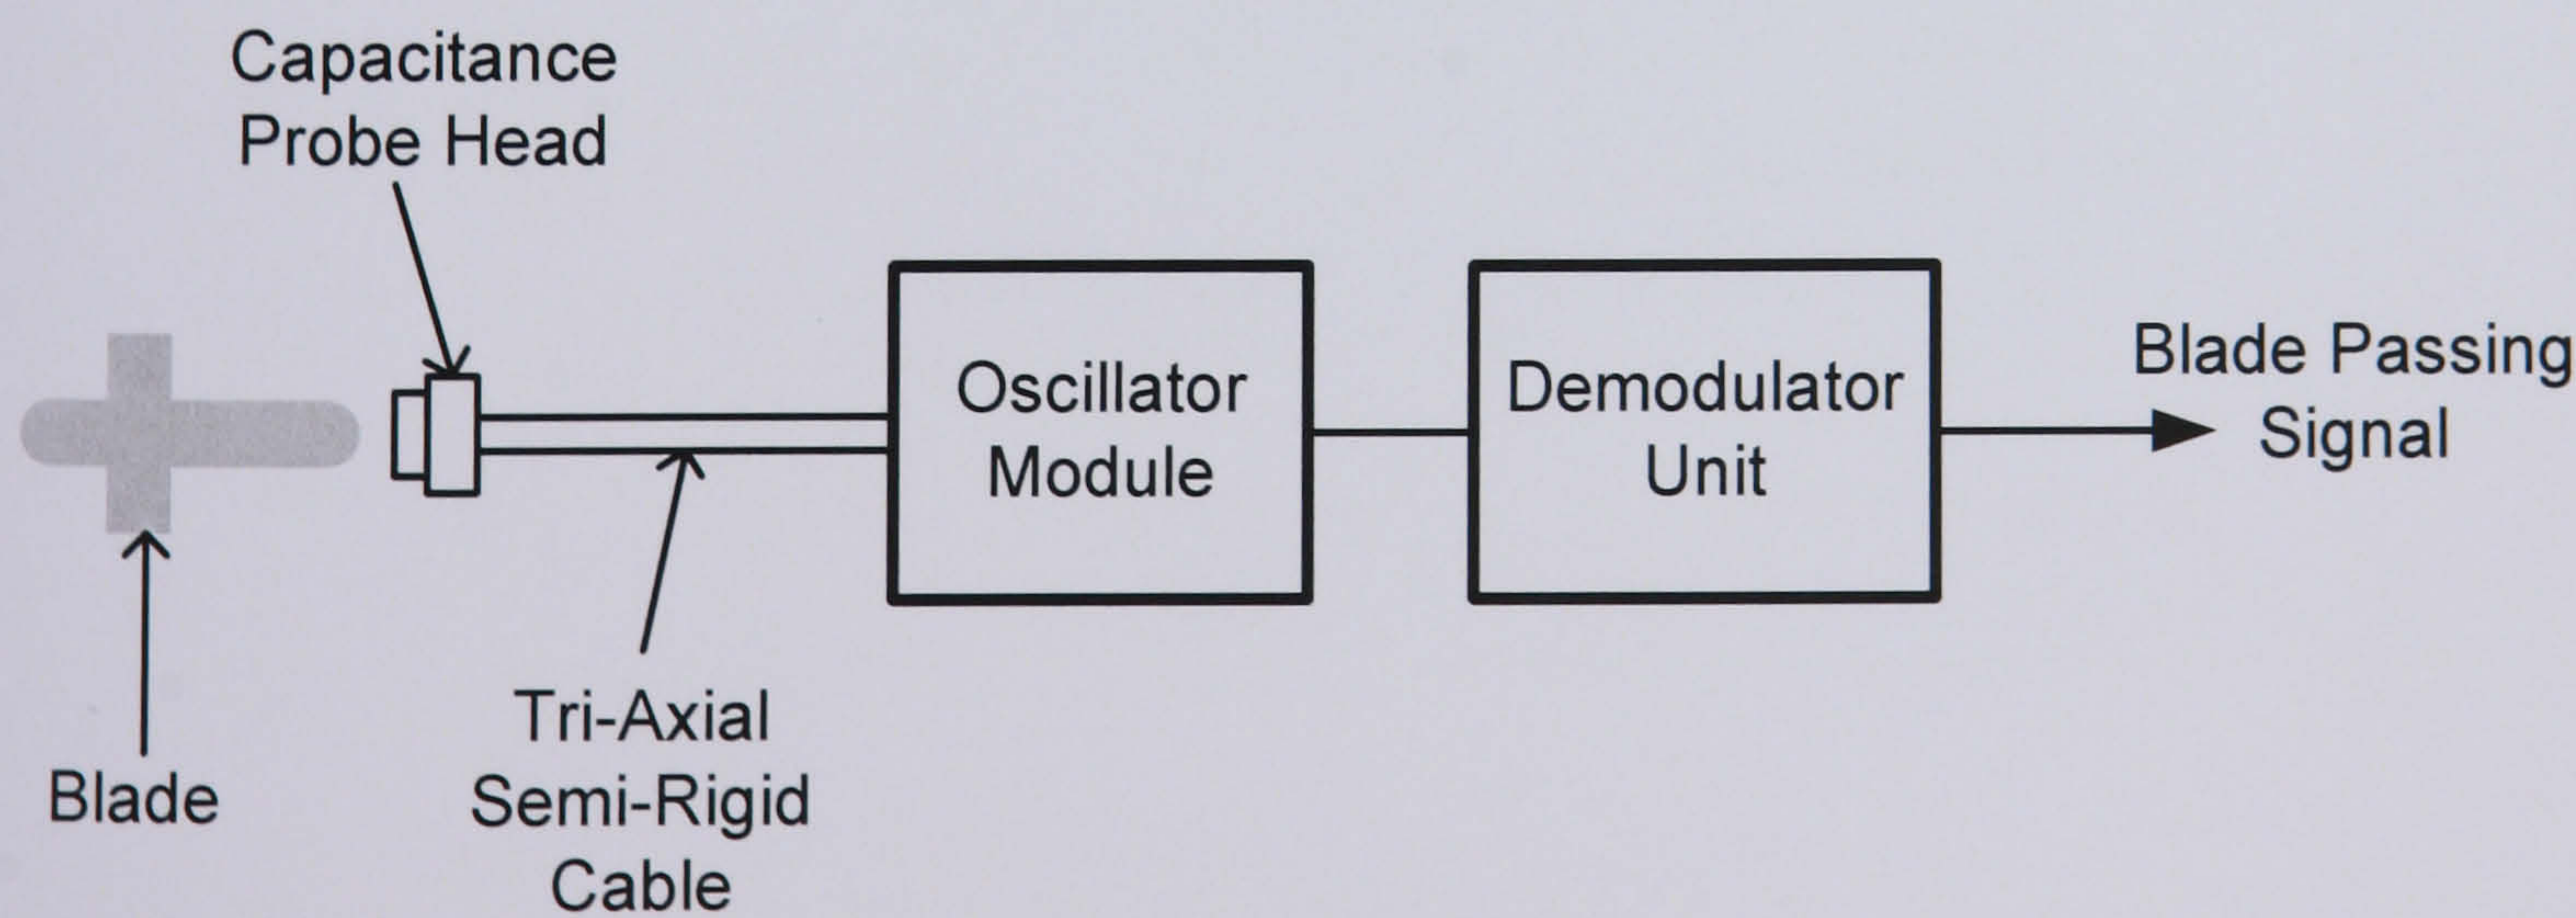 Capacitance
Probe Head
Oscillator
Module
Demodulator
Unit
Blade Passing
Signal
Tri-Axial
Semi-Rigid
Cable
Blade